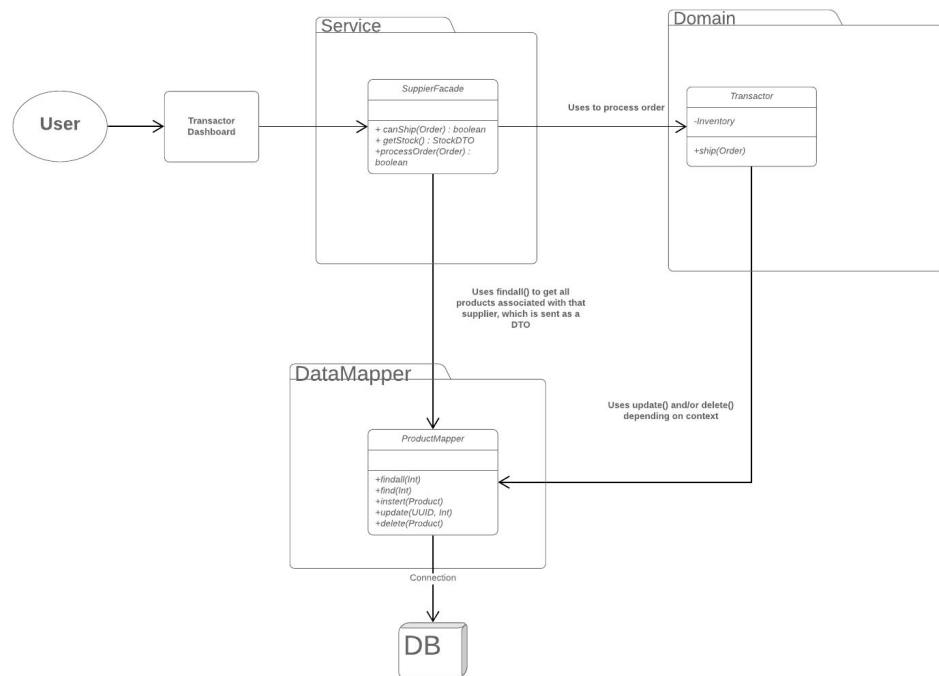 Service
Domain
User
Transactor
Dashboard
SuppierFacade
+ canShip(Order) : boolean
+ getStock() : StockDTO
+processOrder(Order) :
boolean
Uses to process order
Transactor
-Inventory
+ship(Order)
Uses findall() to get all
products associated with that
supplier, which is sent as a
DTO
DataMapper
Uses update() and/or delete()
depending on context
ProductMapper
+findall(Int)
+find(Int)
+instert(Product)
+update(UUID, Int)
+delete(Product)
Connection
DB